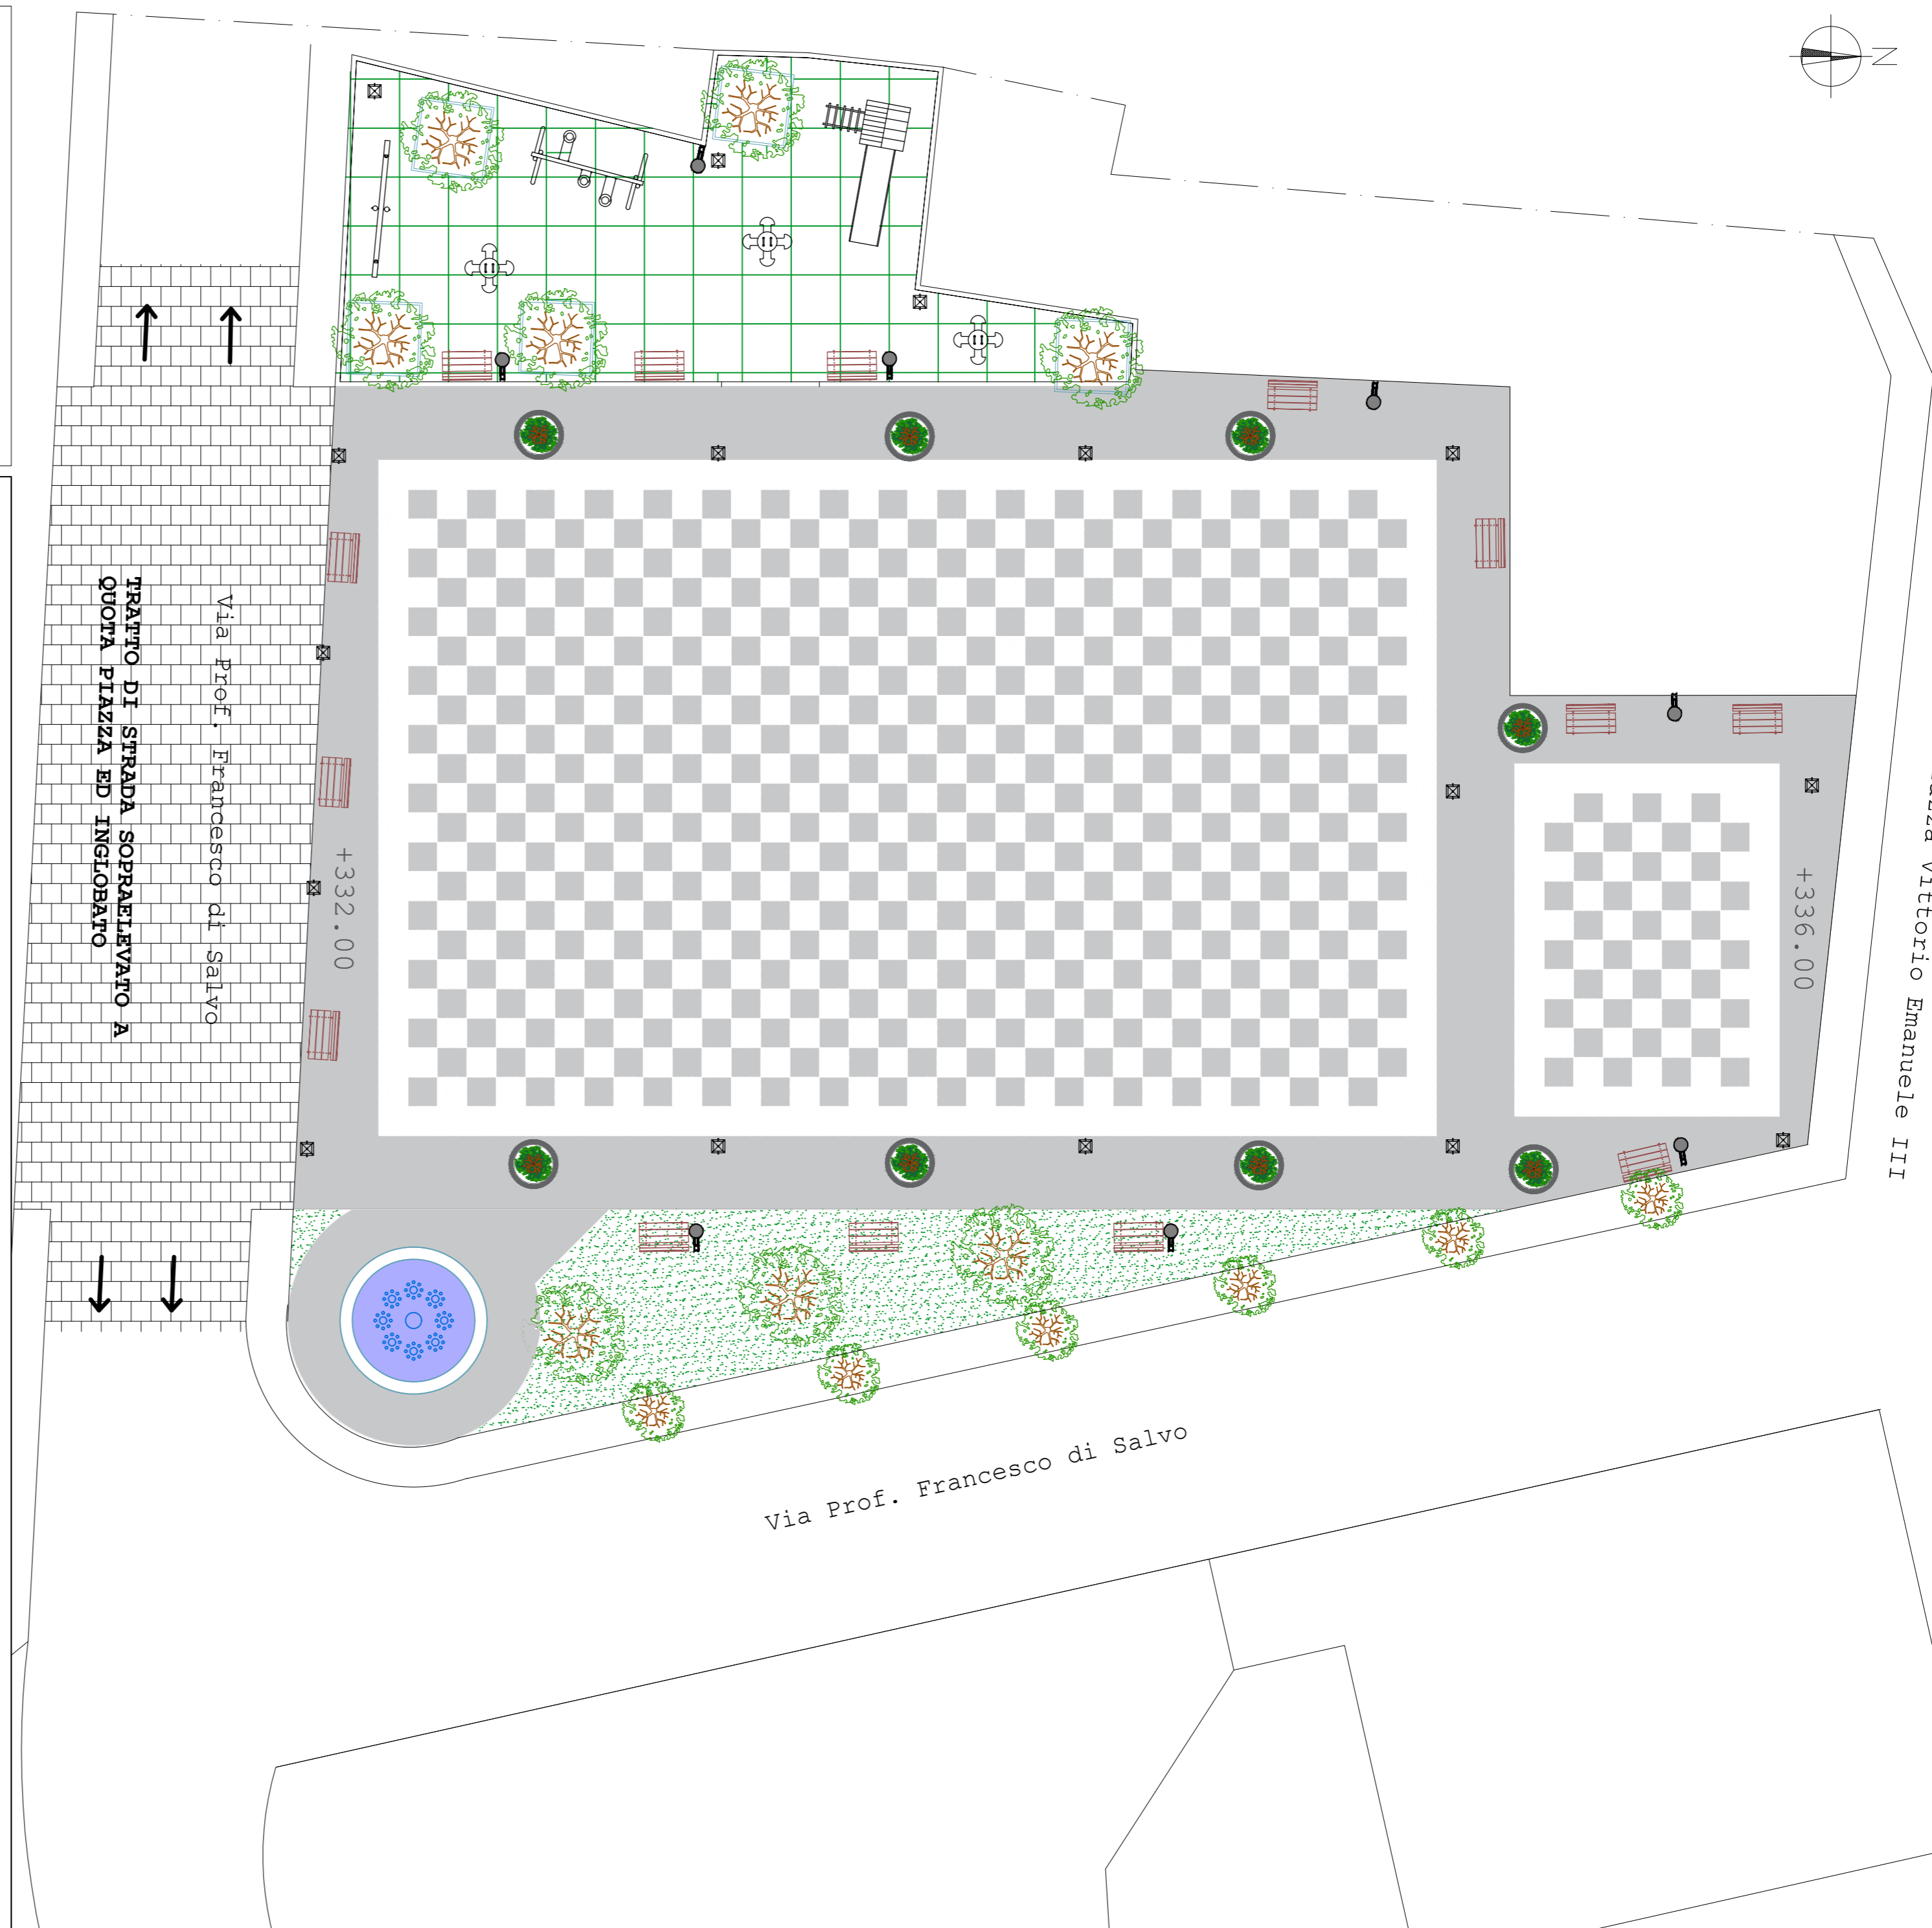 N
TRATTO DI STRADA SOPRAELEVATO A
QUOTA PIAZZA ED INGLOBATO
Via Prof. Francesco di Salvo
+332.00
+336.00
Vittorio Emanuele III
Via Prof. Francesco di Salvo